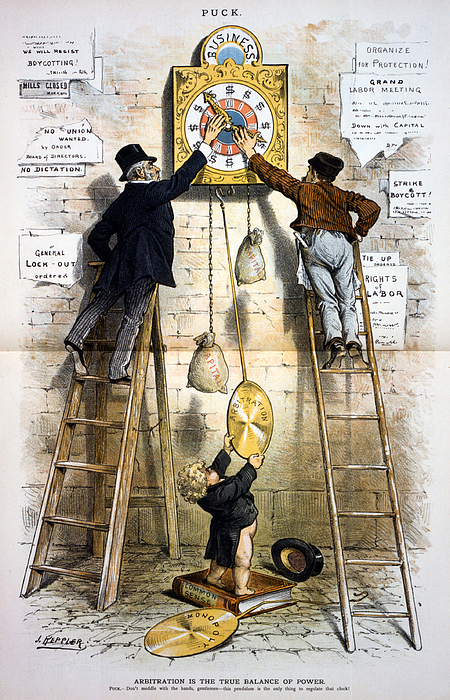 PUCK.
WE WILL RESIST
BOYCOTTING!
MILLS CLOSED
NO UNION
WANTED.
by ORDER
BOARD of DIRECTORS.
NO DICTATION.
GENERAL
LOCK-OUT
ordered
BUSINESS
ORGANIZE
for PROTECTION!
GRAND
LABOR MEETING
DOWN with CAPITAL
STRIKE &
BOYCOTT!
TIE UP
ORDERED
RIGHTS
of
LABOR
CAPITAL
ARBITRATION
COMMON
MONOPOLY
J. KEPPLER
ARBITRATION IS THE TRUE BALANCE OF POWER.
PUCK.- Don't meddle with the hands, gentlemen—this pendulum is the only thing to regulate that clock!